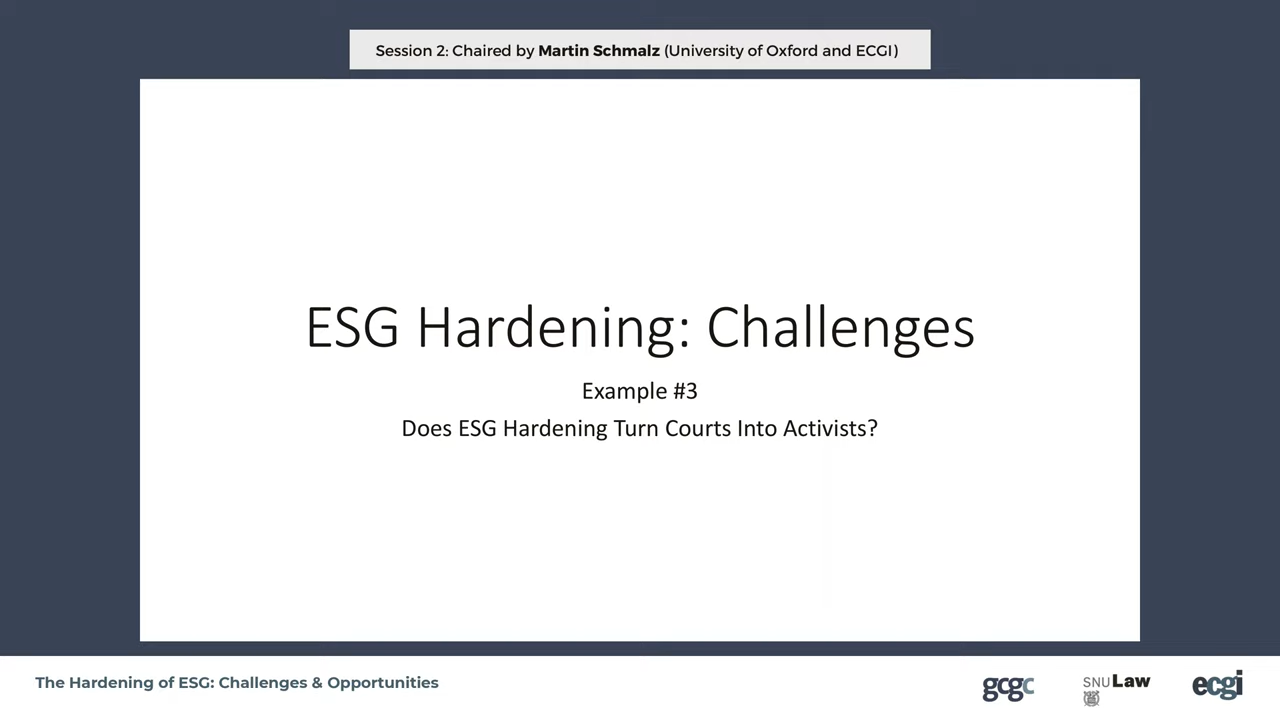 Session 2: Chaired by Martin Schmalz (University of Oxford and ECGI)
ESG Hardening: Challenges
Example #3
Does ESG Hardening Turn Courts Into Activists?
The Hardening of ESG: Challenges & Opportunities
gcgc
SNU Law
ecgi